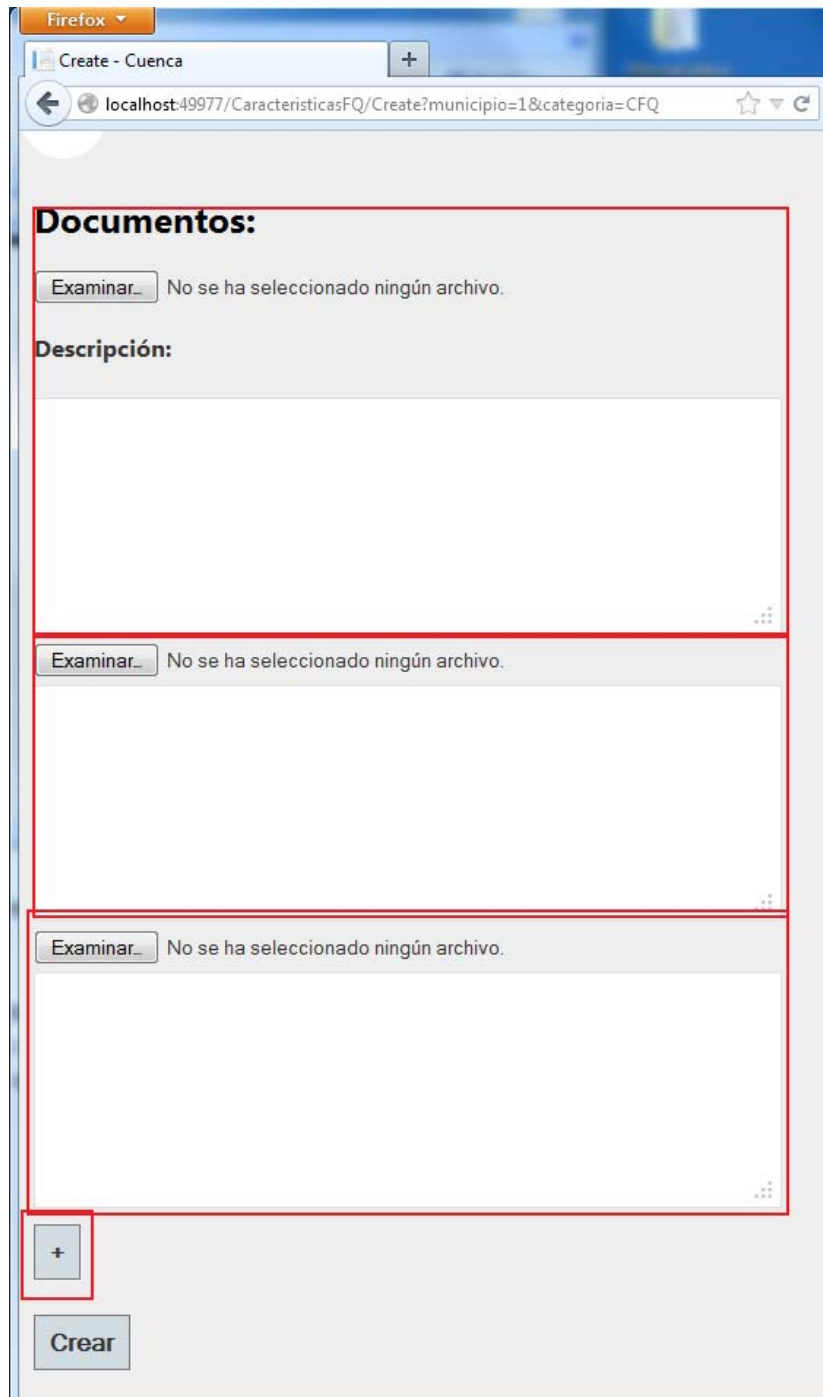 Firefox
Create - Cuenca
+
localhost:49977/CaracteristicasFQ/Create?municipio=1&categoria=CFQ
Documentos:
Examinar... No se ha seleccionado ningún archivo.
Descripción:
Examinar... No se ha seleccionado ningún archivo.
Examinar... No se ha seleccionado ningún archivo.
+
Crear